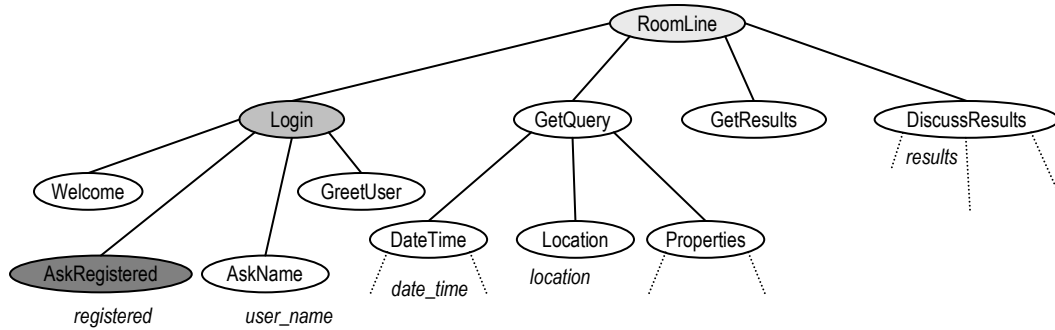 RoomLine
Login
GetQuery
GetResults
DiscussResults
results
Welcome
GreetUser
DateTime
Location
Properties
AskRegistered
AskName
date_time
location
registered
user_name